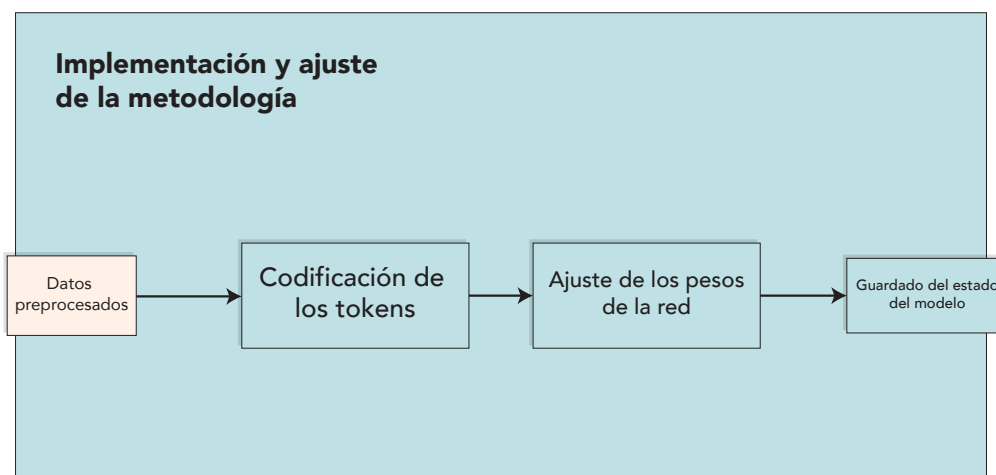 Implementación y ajuste
de la metodología
Datos
preprocesados
Codificación de
los tokens
Ajuste de los pesos
de la red
Guardado del estado
del modelo